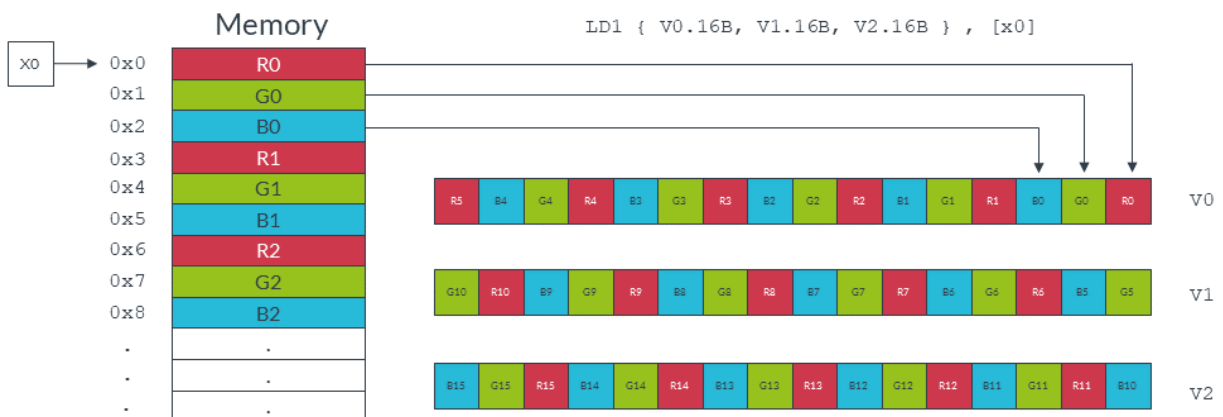 Memory
LD1 { V0.16B, V1.16B, V2.16B } , [x0]
X0
0x0 R0
0x1 G0
0x2 B0
0x3 R1
0x4 G1
0x5 B1
0x6 R2
0x7 G2
0x8 B2
. .
. .
. .
R5 B4 G4 R4 B3 G3 R3 B2 G2 R2 B1 G1 R1 B0 G0 R0 V0
G10 R10 B9 G9 R9 B8 G8 R8 B7 G7 R7 B6 G6 R6 B5 G5 V1
B15 G15 R15 B14 G14 R14 B13 G13 R13 B12 G12 R12 B11 G11 R11 B10 V2